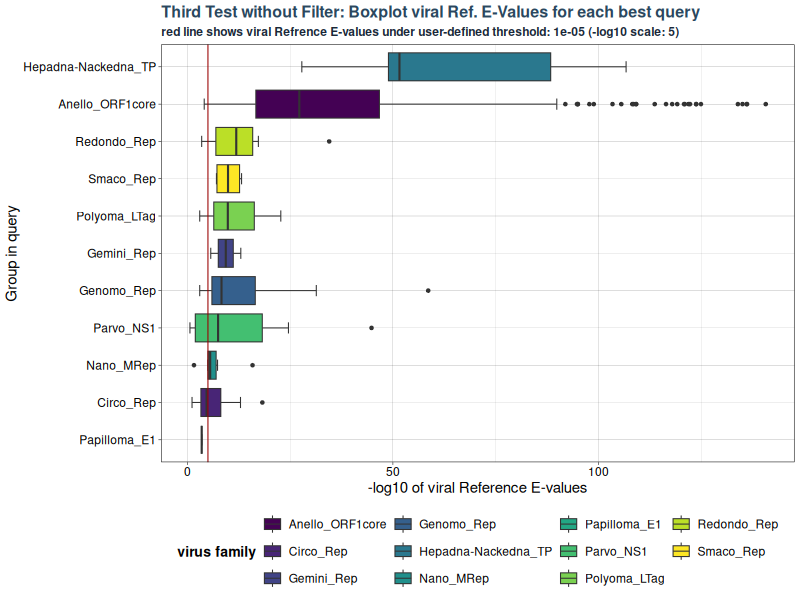 Third Test without Filter: Boxplot viral Ref. E-Values for each best query
red line shows viral Refrence E-values under user-defined threshold: 1e-05 (-log10 scale: 5)
Group in query
Hepadna-Nackedna_TP
Anello_ORF1core
Redondo_Rep
Smaco_Rep
Polyoma_LTag
Gemini_Rep
Genomo_Rep
Parvo_NS1
Nano_MRep
Circo_Rep
Papilloma_E1
0 50 100
-log10 of viral Reference E-values
virus family
Anello_ORF1core Genomo_Rep Papilloma_E1 Redondo_Rep
Circo_Rep Hepadna-Nackedna_TP Parvo_NS1 Smaco_Rep
Gemini_Rep Nano_MRep Polyoma_LTag